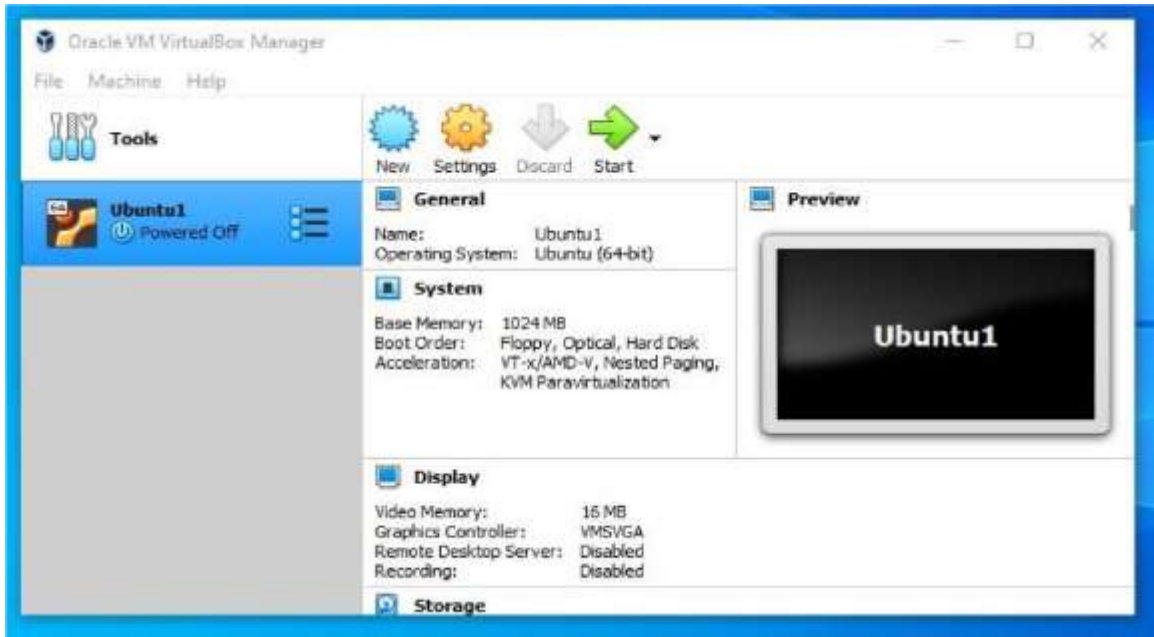 Oracle VM VirtualBox Manager
File Machine Help
Tools
New Settings Discard Start
64
Ubuntu1
Powered Off
General
Name: Ubuntu1
Operating System: Ubuntu (64-bit)
System
Base Memory: 1024 MB
Boot Order: Floppy, Optical, Hard Disk
Acceleration: VT-x/AMD-V, Nested Paging,
KVM Paravirtualization
Preview
Ubuntu1
Display
Video Memory: 16 MB
Graphics Controller: VMSVGA
Remote Desktop Server: Disabled
Recording: Disabled
Storage